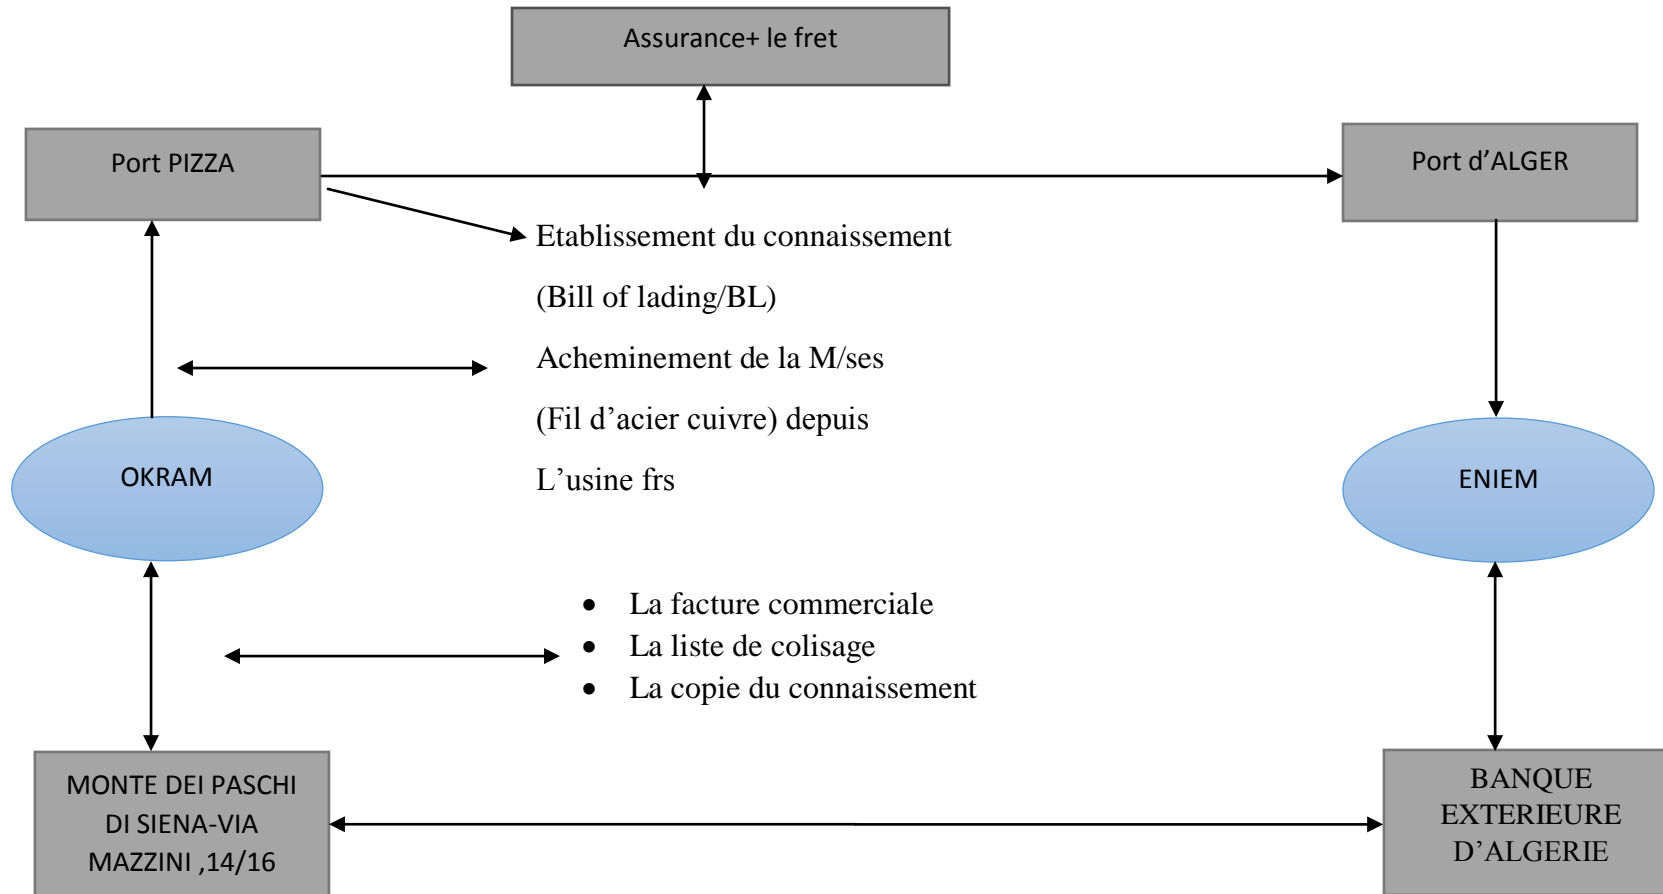 Assurance+ le fret
Port PIZZA
Port d’ALGER
Etablissement du connaissement
(Bill of lading/BL)
Acheminement de la M/ses
(Fil d’acier cuivre) depuis
L’usine frs
OKRAM
ENIEM
• La facture commerciale
• La liste de colisage
• La copie du connaissement
MONTE DEI PASCHI
DI SIENA-VIA
MAZZINI ,14/16
BANQUE
EXTERIEURE
D’ALGERIE